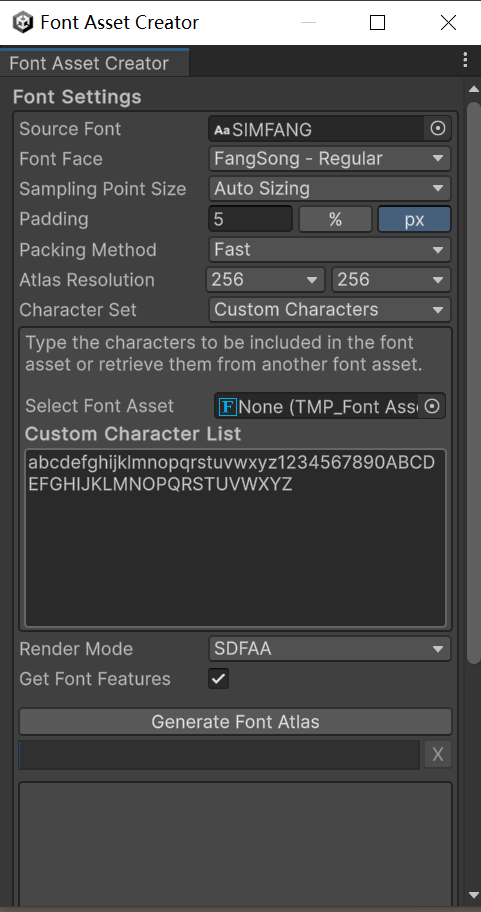 Font Asset Creator
Font Asset Creator
Font Settings
Source Font Aa SIMFANG
Font Face FangSong - Regular
Sampling Point Size Auto Sizing
Padding 5 % px
Packing Method Fast
Atlas Resolution 256 256
Character Set Custom Characters
Type the characters to be included in the font
asset or retrieve them from another font asset.
Select Font Asset F None (TMP_Font Asse
Custom Character List
abcdefghijklmnopqrstuvwxyz1234567890ABCD
EFGHIJKLMNOPQRSTUVWXYZ
Render Mode SDFAA
Get Font Features
Generate Font Atlas
X